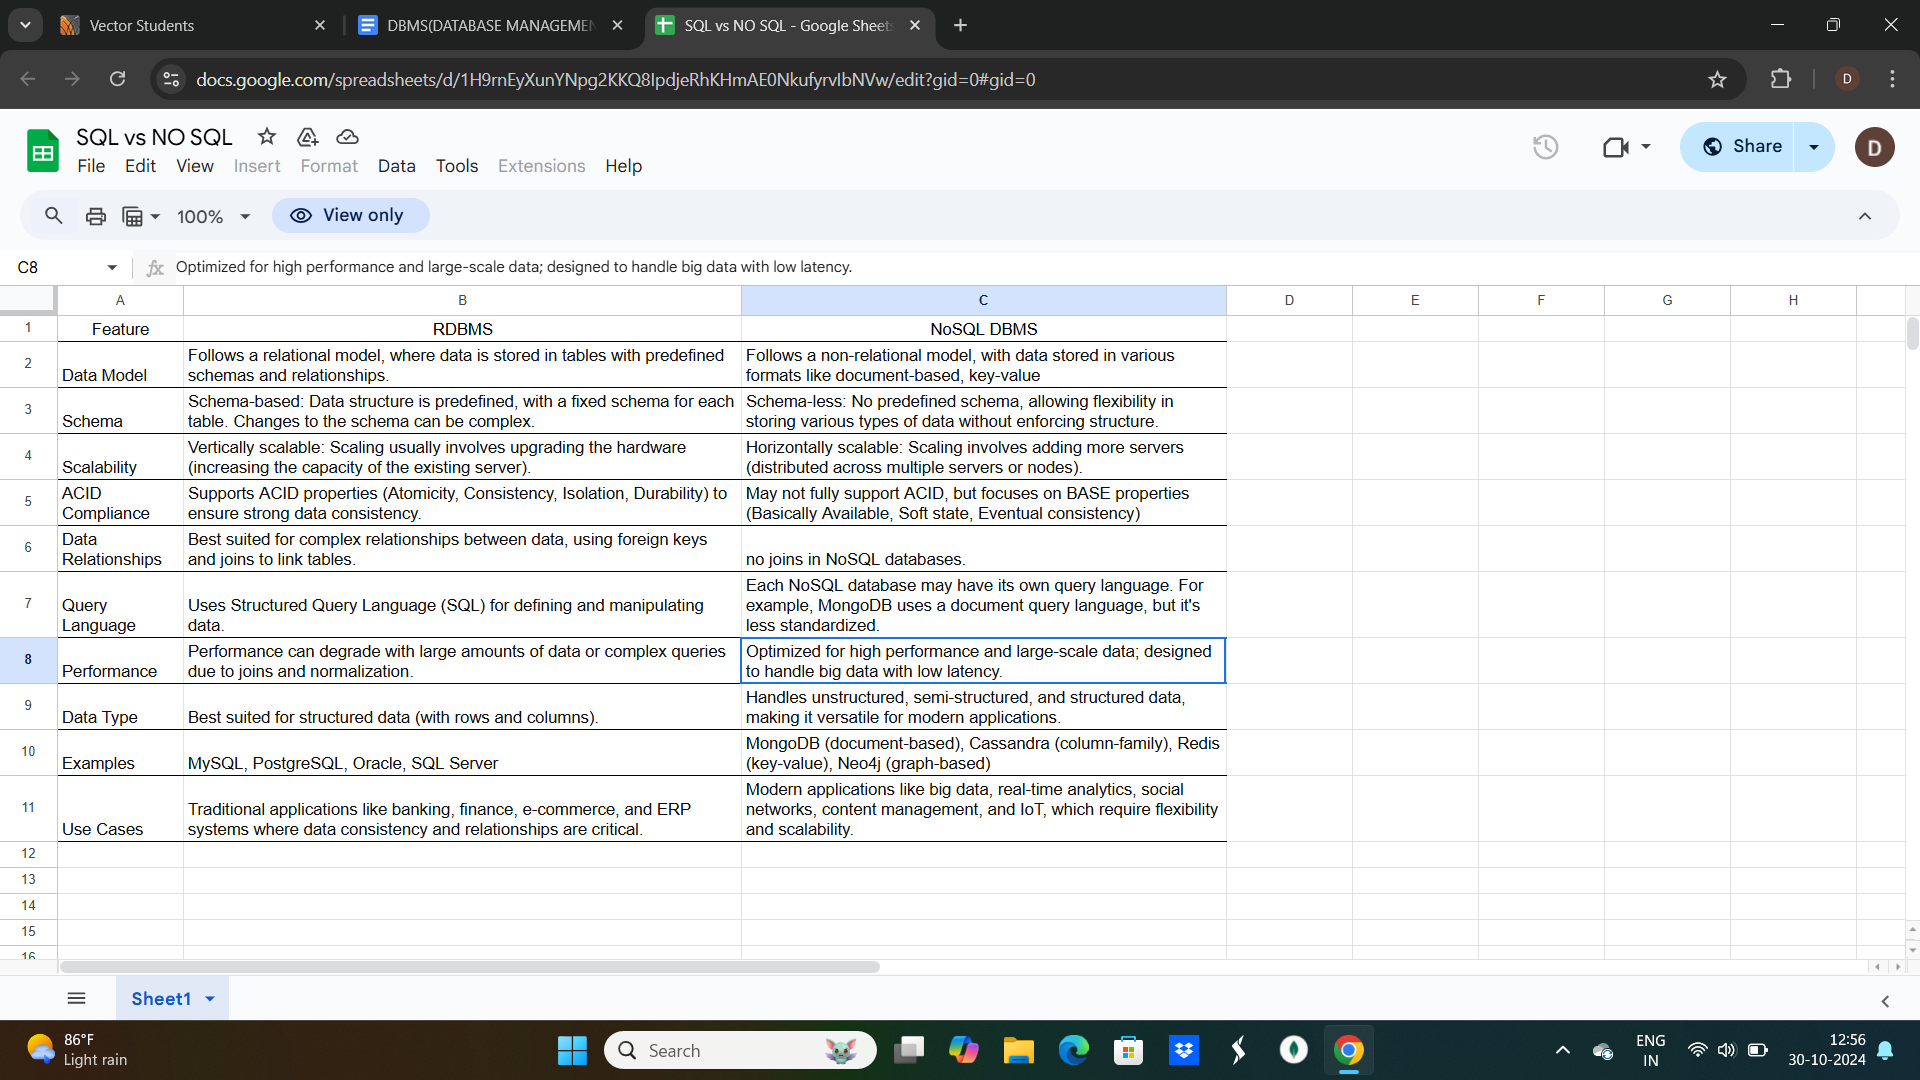 Vector Students
DBMS(DATABASE MANAGEMEN
SQL vs NO SQL - Google Sheets
docs.google.com/spreadsheets/d/1H9rnEyXunYNpg2KKQ8IpdjeRhKHmAE0NkufyrvIbNVw/edit?gid=0#gid=0
D
SQL vs NO SQL
File Edit View Insert Format Data Tools Extensions Help
Share
D
100%
View only
C8
fx Optimized for high performance and large-scale data; designed to handle big data with low latency.
A B C D E F G H
1 Feature RDBMS NoSQL DBMS
2 Data Model
Follows a relational model, where data is stored in tables with predefined
schemas and relationships.
Follows a non-relational model, with data stored in various
formats like document-based, key-value
3 Schema
Schema-based: Data structure is predefined, with a fixed schema for each
table. Changes to the schema can be complex.
Schema-less: No predefined schema, allowing flexibility in
storing various types of data without enforcing structure.
4 Scalability
Vertically scalable: Scaling usually involves upgrading the hardware
(increasing the capacity of the existing server).
Horizontally scalable: Scaling involves adding more servers
(distributed across multiple servers or nodes).
5 ACID
Compliance
Supports ACID properties (Atomicity, Consistency, Isolation, Durability) to
ensure strong data consistency.
May not fully support ACID, but focuses on BASE properties
(Basically Available, Soft state, Eventual consistency)
6 Data
Relationships
Best suited for complex relationships between data, using foreign keys
and joins to link tables.
no joins in NoSQL databases.
7 Query
Language
Uses Structured Query Language (SQL) for defining and manipulating
data.
Each NoSQL database may have its own query language. For
example, MongoDB uses a document query language, but it's
less standardized.
8 Performance
Performance can degrade with large amounts of data or complex queries
due to joins and normalization.
Optimized for high performance and large-scale data; designed
to handle big data with low latency.
9 Data Type
Best suited for structured data (with rows and columns).
Handles unstructured, semi-structured, and structured data,
making it versatile for modern applications.
10 Examples
MySQL, PostgreSQL, Oracle, SQL Server
MongoDB (document-based), Cassandra (column-family), Redis
(key-value), Neo4j (graph-based)
11 Use Cases
Traditional applications like banking, finance, e-commerce, and ERP
systems where data consistency and relationships are critical.
Modern applications like big data, real-time analytics, social
networks, content management, and IoT, which require flexibility
and scalability.
12
13
14
15
16
Sheet1
86°F
Light rain
Search
ENG
IN
12:56
30-10-2024